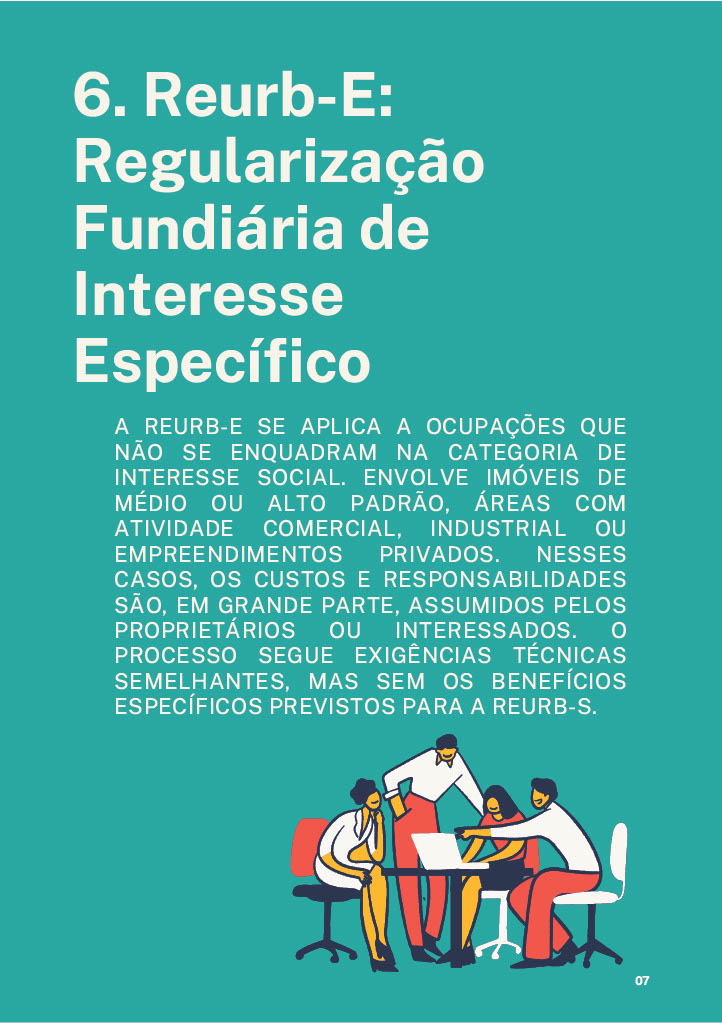 6. Reurb-E:
Regularização
Fundiária de
Interesse
Específico
A REURB-E SE APLICA A OCUPAÇÕES QUE
NÃO SE ENQUADRAM NA CATEGORIA DE
INTERESSE SOCIAL. ENVOLVE IMÓVEIS DE
MÉDIO OU ALTO PADRÃO, ÁREAS COM
ATIVIDADE COMERCIAL, INDUSTRIAL OU
EMPREENDIMENTOS PRIVADOS. NESSES
CASOS, OS CUSTOS E RESPONSABILIDADES
SÃO, EM GRANDE PARTE, ASSUMIDOS PELOS
PROPRIETÁRIOS OU INTERESSADOS. O
PROCESSO SEGUE EXIGÊNCIAS TÉCNICAS
SEMELHANTES, MAS SEM OS BENEFÍCIOS
ESPECÍFICOS PREVISTOS PARA A REURB-S.
07